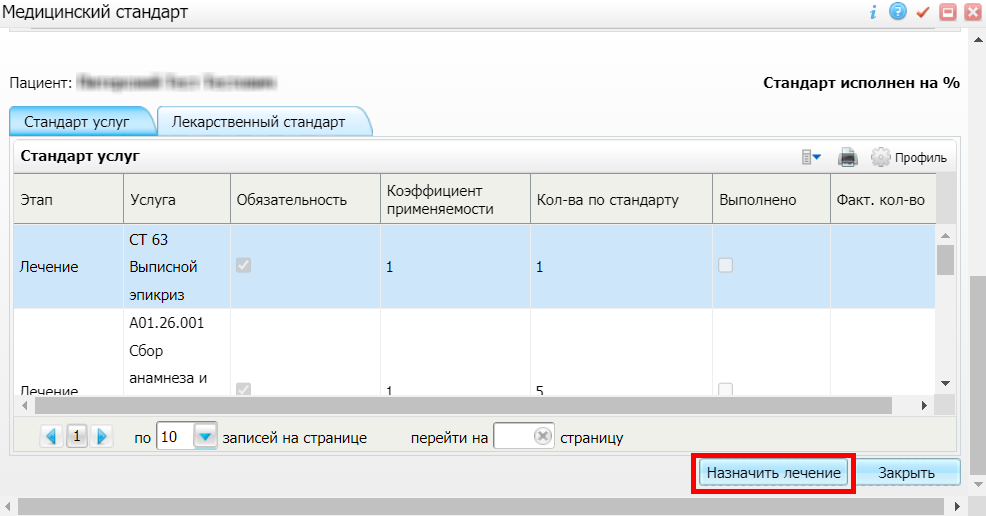 Медицинский стандарт
Пациент:
Стандарт исполнен на %
Стандарт услуг
Лекарственный стандарт
Стандарт услуг
Профиль
Этап
Услуга
Обязательность
Коэффициент
применяемости
Кол-ва по стандарту
Выполнено
Факт. кол-во
Лечение
СТ 63
Выписной
эпикриз
1
1
Лечение
A01.26.001
Сбор
анамнеза и
1
5
1
по 10 записей на странице
перейти на страницу
Назначить лечение
Закрыть